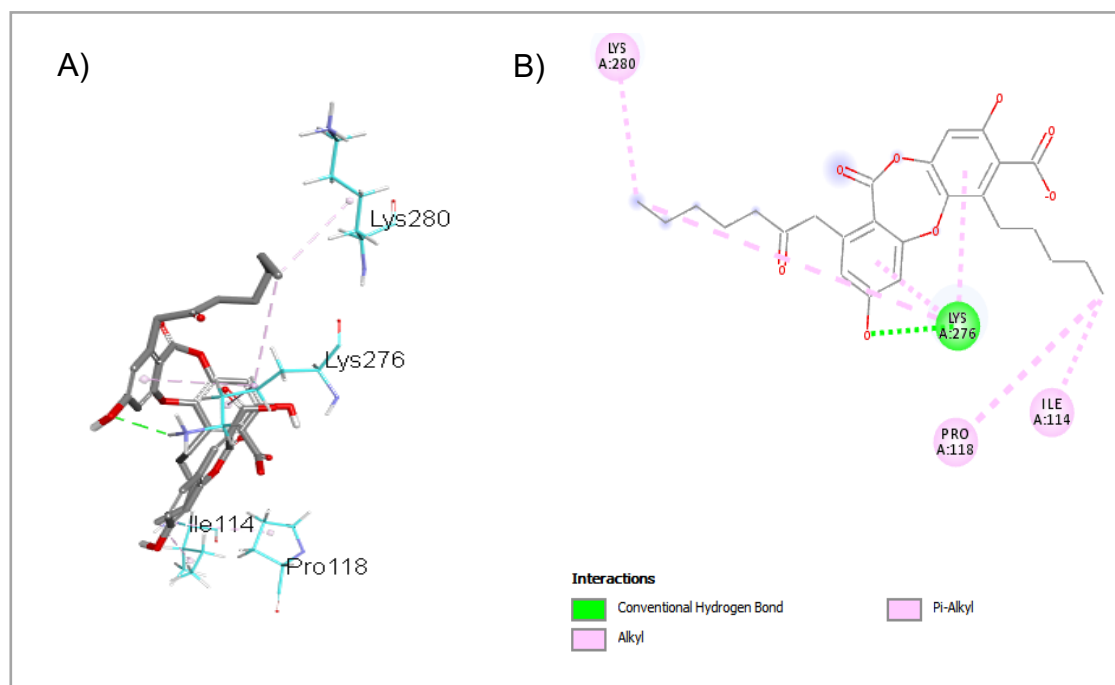 A)
Lys280
Lys276
Ile114
Pro118
B)
LYS
A:280
O
O
O
O
O
-O
O
O
O
LYS
A:276
ILE
A:114
PRO
A:118
Interactions
Conventional Hydrogen Bond
Alkyl
Pi-Alkyl